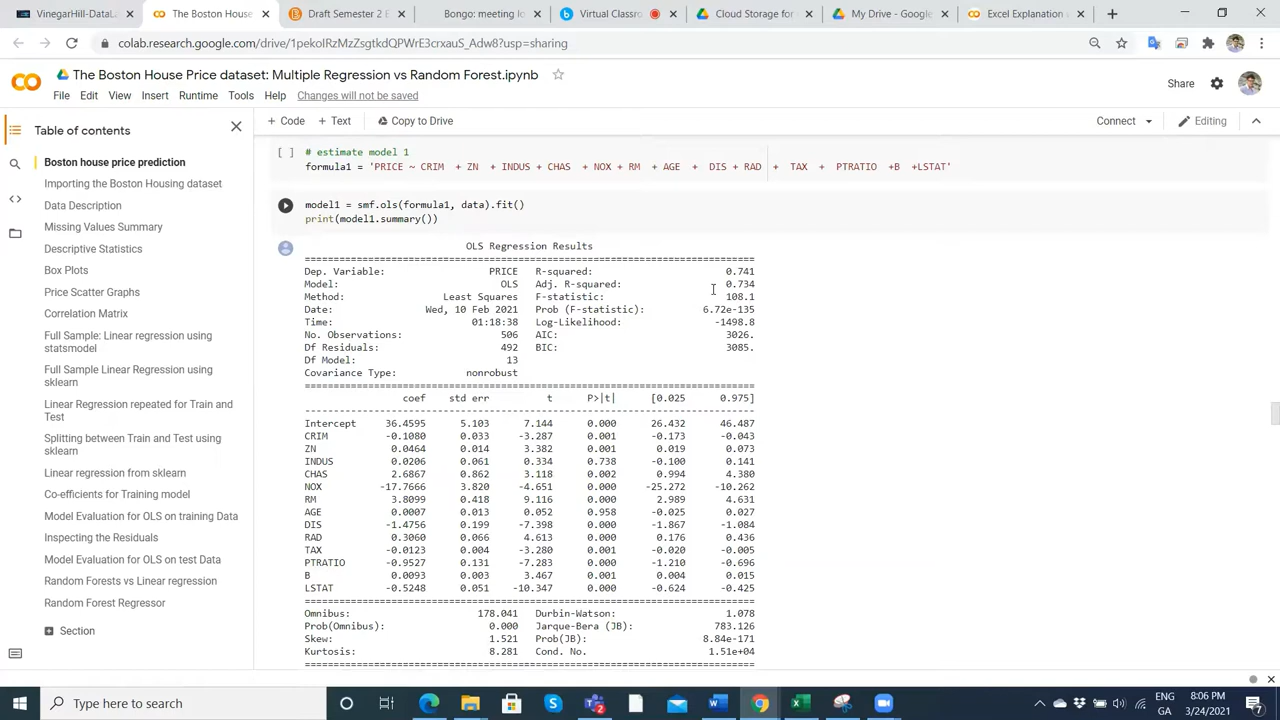 VinegarHill-DataLa
The Boston House
Draft Semester 2 E
Bongo: meeting lo
Virtual Classro
Cloud Storage for
My Drive - Google
Excel Explanation
colab.research.google.com/drive/1pekoIRzMzZsgtkdQPWrE3crxauS_Adw8?usp=sharing
The Boston House Price dataset: Multiple Regression vs Random Forest.ipynb
Share
File Edit View Insert Runtime Tools Help Changes will not be saved
Table of contents
+ Code + Text Copy to Drive Connect Editing
Boston house price prediction
Importing the Boston Housing dataset
Data Description
Missing Values Summary
Descriptive Statistics
Box Plots
Price Scatter Graphs
Correlation Matrix
Full Sample: Linear regression using
statsmodel
Full Sample Linear Regression using
sklearn
Linear Regression repeated for Train and
Test
Splitting between Train and Test using
sklearn
Linear regression from sklearn
Co-efficients for Training model
Model Evaluation for OLS on training Data
Inspecting the Residuals
Model Evaluation for OLS on test Data
Random Forests vs Linear regression
Random Forest Regressor
Section
[ ] # estimate model 1
formula1 = 'PRICE ~ CRIM + ZN + INDUS + CHAS + NOX + RM + AGE + DIS + RAD + TAX + PTRATIO +B +LSTAT'
model1 = smf.ols(formula1, data).fit()
print(model1.summary())
OLS Regression Results
==============================================================================
Dep. Variable: PRICE R-squared: 0.741
Model: OLS Adj. R-squared: 0.734
Method: Least Squares F-statistic: 108.1
Date: Wed, 10 Feb 2021 Prob (F-statistic): 6.72e-135
Time: 01:18:38 Log-Likelihood: -1498.8
No. Observations: 506 AIC: 3026.
Df Residuals: 492 BIC: 3085.
Df Model: 13
Covariance Type: nonrobust
==============================================================================
coef std err t P>|t| [0.025 0.975]
------------------------------------------------------------------------------
Intercept 36.4595 5.103 7.144 0.000 26.432 46.487
CRIM -0.1080 0.033 -3.287 0.001 -0.173 -0.043
ZN 0.0464 0.014 3.382 0.001 0.019 0.073
INDUS 0.0206 0.061 0.334 0.738 -0.100 0.141
CHAS 2.6867 0.862 3.118 0.002 0.994 4.380
NOX -17.7666 3.820 -4.651 0.000 -25.272 -10.262
RM 3.8099 0.418 9.116 0.000 2.989 4.631
AGE 0.0007 0.013 0.052 0.958 -0.025 0.027
DIS -1.4756 0.199 -7.398 0.000 -1.867 -1.084
RAD 0.3060 0.066 4.613 0.000 0.176 0.436
TAX -0.0123 0.004 -3.280 0.001 -0.020 -0.005
PTRATIO -0.9527 0.131 -7.283 0.000 -1.210 -0.696
B 0.0093 0.003 3.467 0.001 0.004 0.015
LSTAT -0.5248 0.051 -10.347 0.000 -0.624 -0.425
==============================================================================
Omnibus: 178.041 Durbin-Watson: 1.078
Prob(Omnibus): 0.000 Jarque-Bera (JB): 783.126
Skew: 1.521 Prob(JB): 8.84e-171
Kurtosis: 8.281 Cond. No. 1.51e+04
==============================================================================
Type here to search
ENG
GA
8:06 PM
3/24/2021